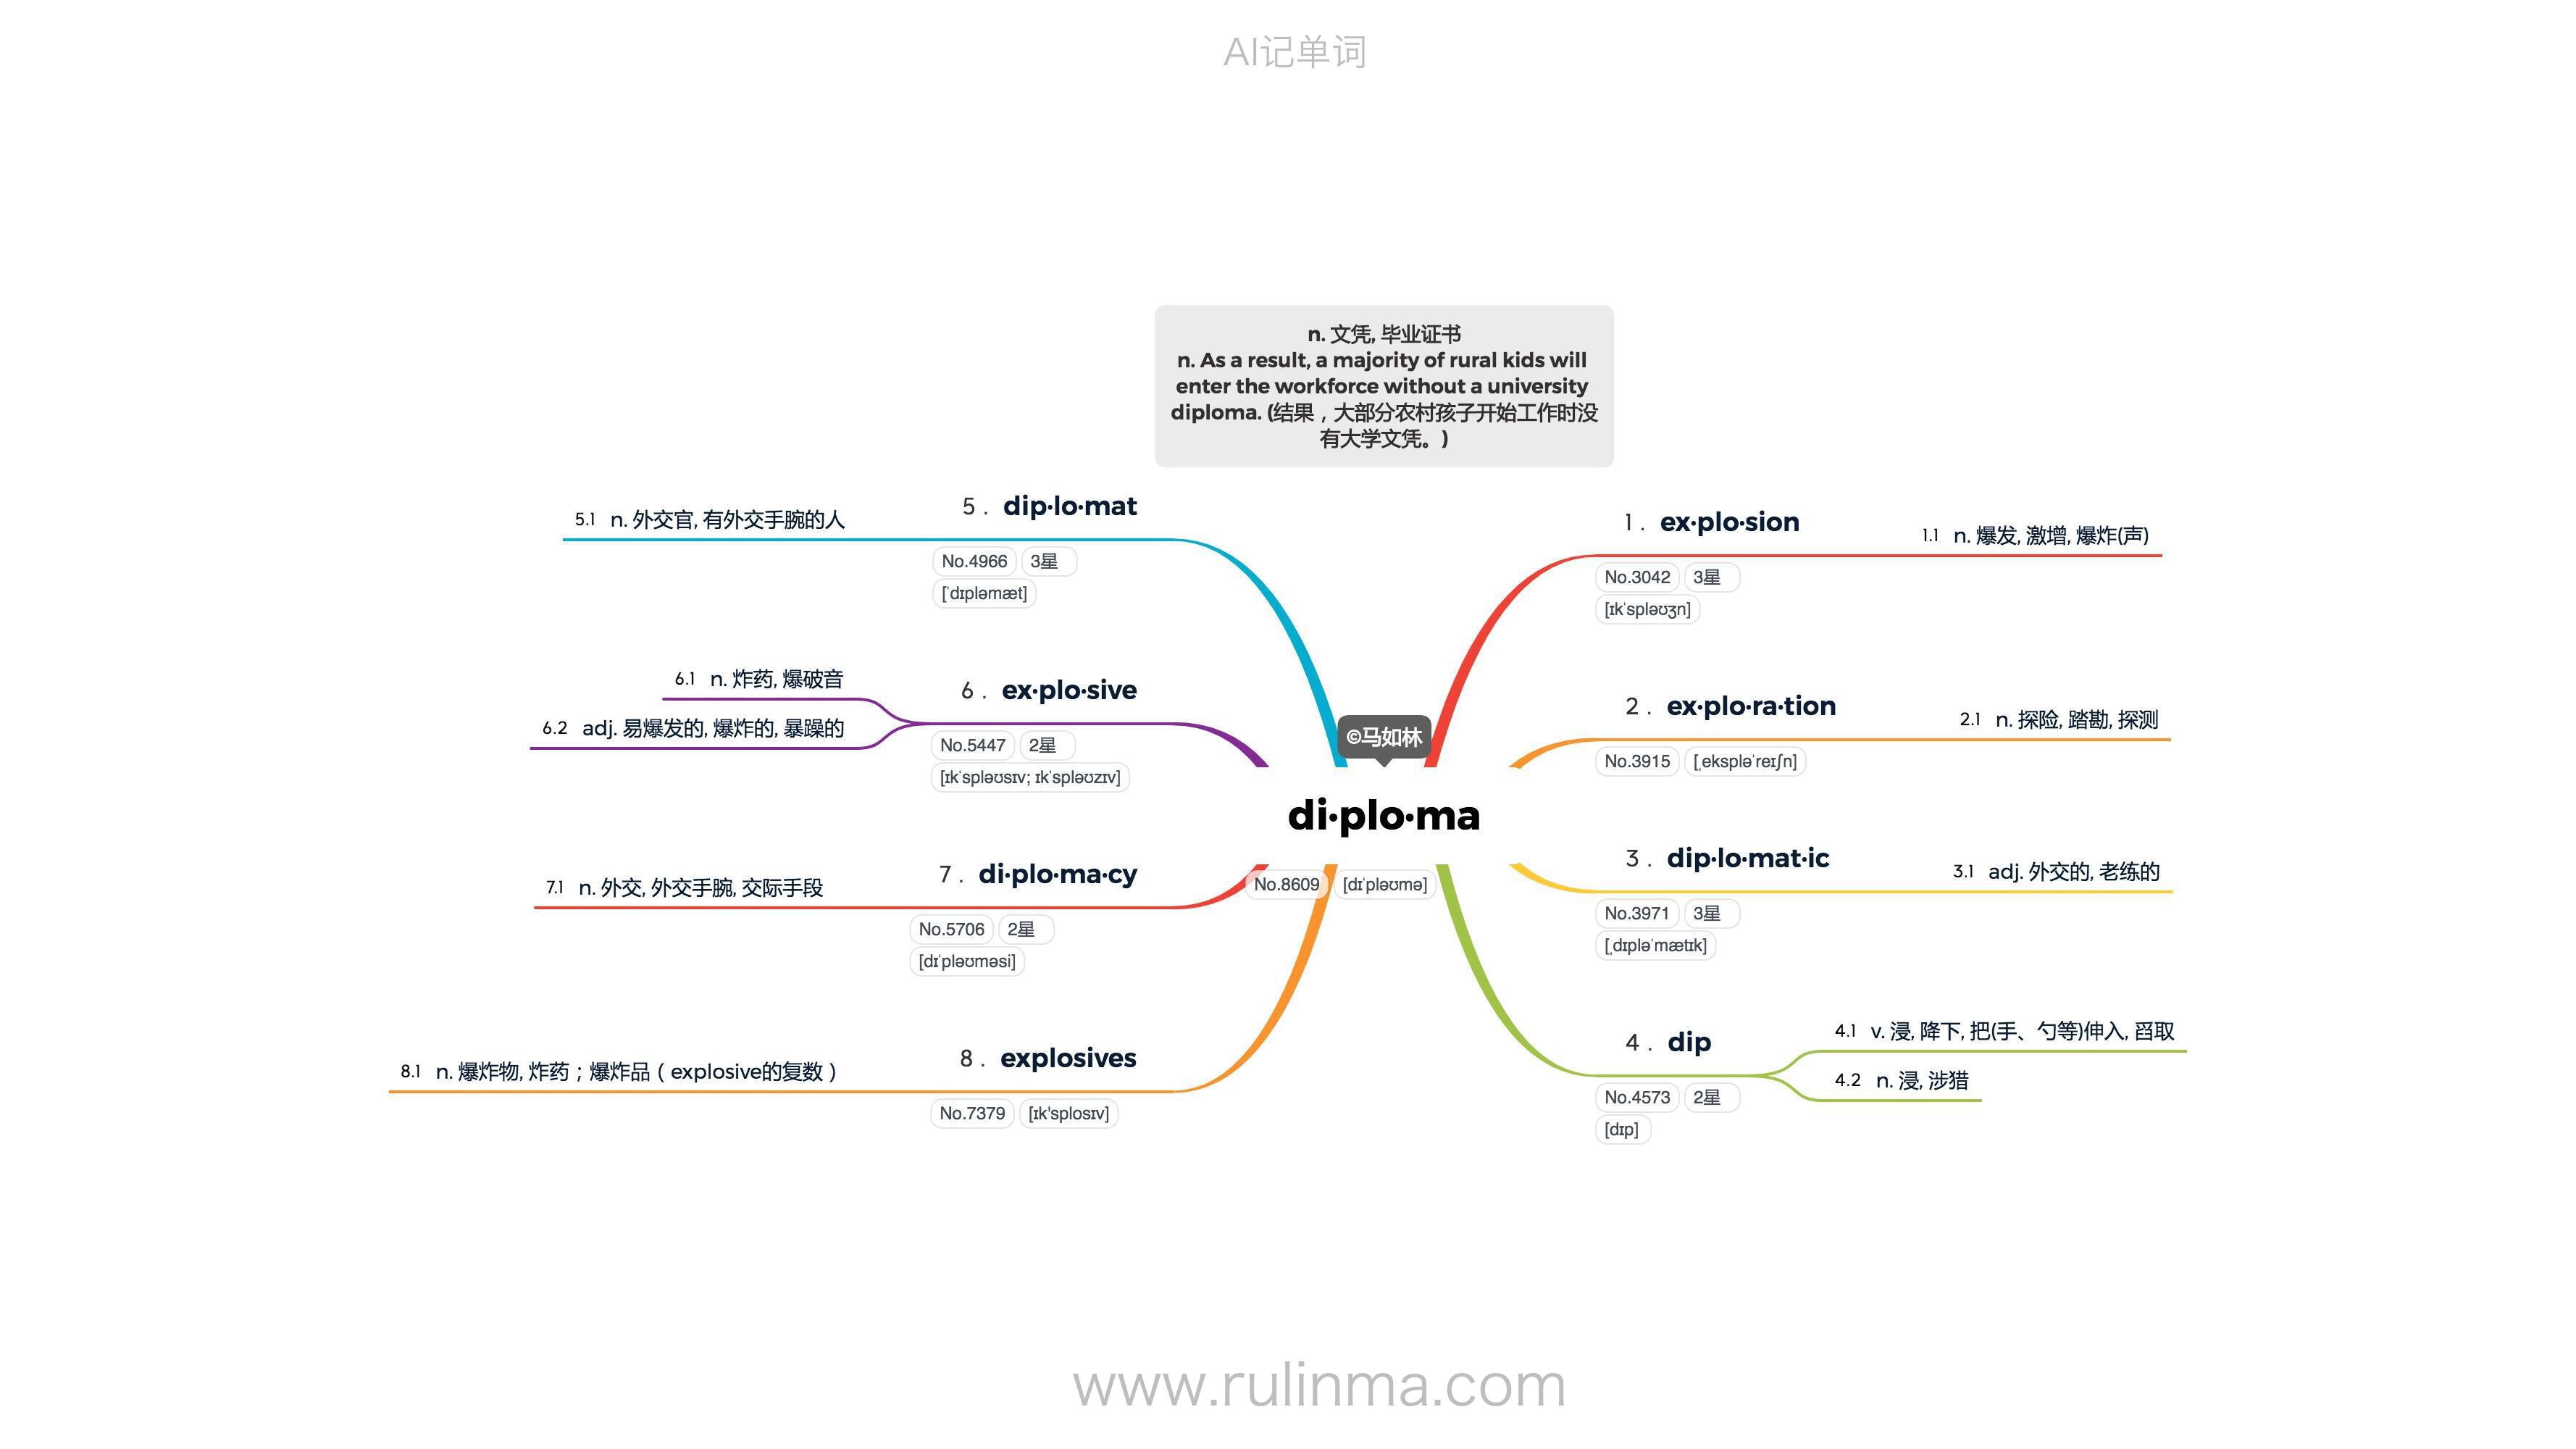 AI记单词
n. 文凭, 毕业证书
n. As a result, a majority of rural kids will
enter the workforce without a university
diploma. (结果，大部分农村孩子开始工作时没
有大学文凭。)
5 . dip·lo·mat
5.1 n. 外交官, 有外交手腕的人
No.4966 3星
[ˈdɪpləmæt]
6 . ex·plo·sive
6.1 n. 炸药, 爆破音
6.2 adj. 易爆发的, 爆炸的, 暴躁的
No.5447 2星
[ɪkˈspləʊsɪv; ɪkˈspləʊzɪv]
7 . di·plo·ma·cy
7.1 n. 外交, 外交手腕, 交际手段
No.5706 2星
[dɪˈpləʊməsi]
8 . explosives
8.1 n. 爆炸物, 炸药；爆炸品（explosive的复数）
No.7379 [ɪk'splosɪv]
©马如林
di·plo·ma
No.8609 [dɪˈpləʊmə]
1 . ex·plo·sion
1.1 n. 爆发, 激增, 爆炸(声)
No.3042 3星
[ɪkˈspləʊʒn]
2 . ex·plo·ra·tion
2.1 n. 探险, 踏勘, 探测
No.3915 [ˌekspləˈreɪʃn]
3 . dip·lo·mat·ic
3.1 adj. 外交的, 老练的
No.3971 3星
[ˌdɪpləˈmætɪk]
4 . dip
4.1 v. 浸, 降下, 把(手、勺等)伸入, 舀取
4.2 n. 浸, 涉猎
No.4573 2星
[dɪp]
www.rulinma.com